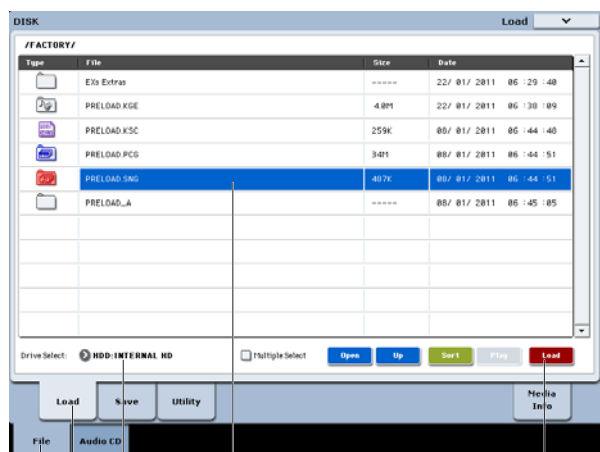 DISK Load
/FACTORY/
Type File Size Date
EXs Extras ----- 22/ 01/ 2011 06 :29 :40
PRELOAD.KGE 4.0M 22/ 01/ 2011 06 :38 :09
PRELOAD.KSC 259K 08/ 01/ 2011 06 :44 :48
PRELOAD.PCG 34M 08/ 01/ 2011 06 :44 :51
PRELOAD.SNG 487K 08/ 01/ 2011 06 :44 :51
PRELOAD_A ----- 08/ 01/ 2011 06 :45 :05
Drive Select: HDD:INTERNAL HD Multiple Select Open Up Sort Play Load
Load Save Utility Media Info
File Audio CD